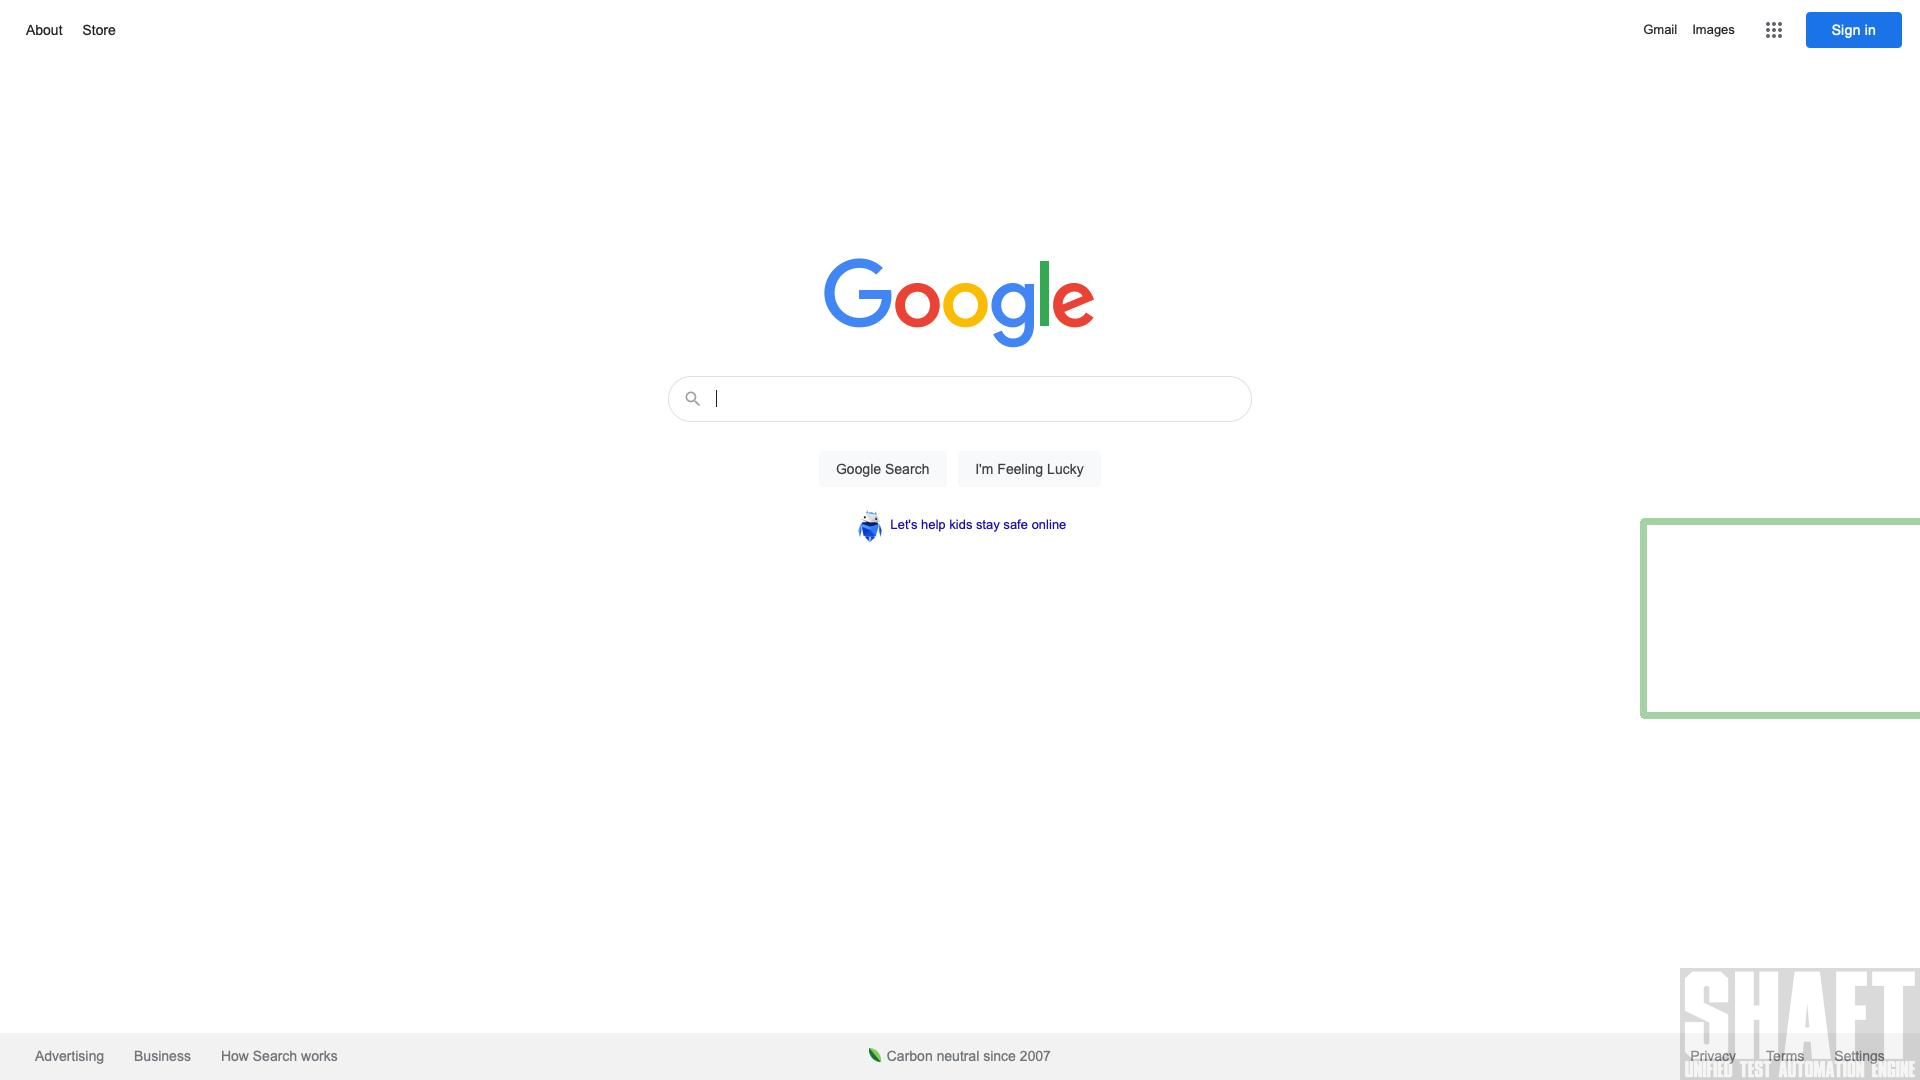 About Store
Gmail Images Sign in
Google
Google Search I'm Feeling Lucky
Let's help kids stay safe online
SHAFT
Advertising Business How Search works Carbon neutral since 2007 Privacy Terms Settings
UNIFIED TEST AUTOMATION ENGINE